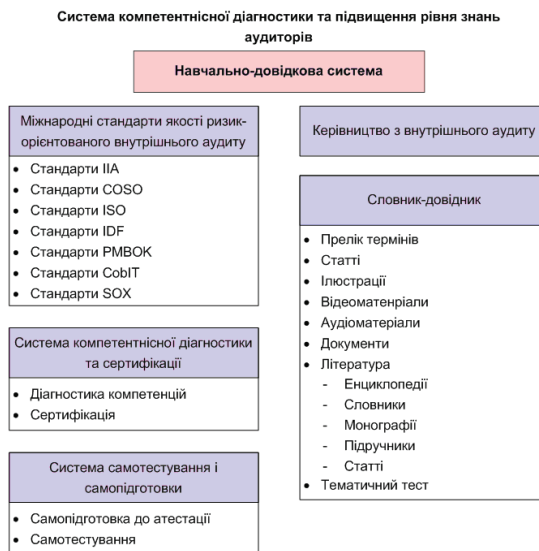 Система компетентнісної діагностики та підвищення рівня знань
аудиторів
Навчально-довідкова система
Міжнародні стандарти якості ризик-
орієнтованого внутрішнього аудиту
• Стандарти IIA
• Стандарти COSO
• Стандарти ISO
• Стандарти IDF
• Стандарти PMBOK
• Стандарти CobIT
• Стандарти SOX
Система компетентнісної діагностики
та сертифікації
• Діагностика компетенцій
• Сертифікація
Система самотестування і
самопідготовки
• Самопідготовка до атестації
• Самотестування
Керівництво з внутрішнього аудиту
Словник-довідник
• Прелік термінів
• Статті
• Ілюстрації
• Відеоматенріали
• Аудіоматеріали
• Документи
• Література
- Енциклопедії
- Словники
- Монографії
- Підручники
- Статті
• Тематичний тест